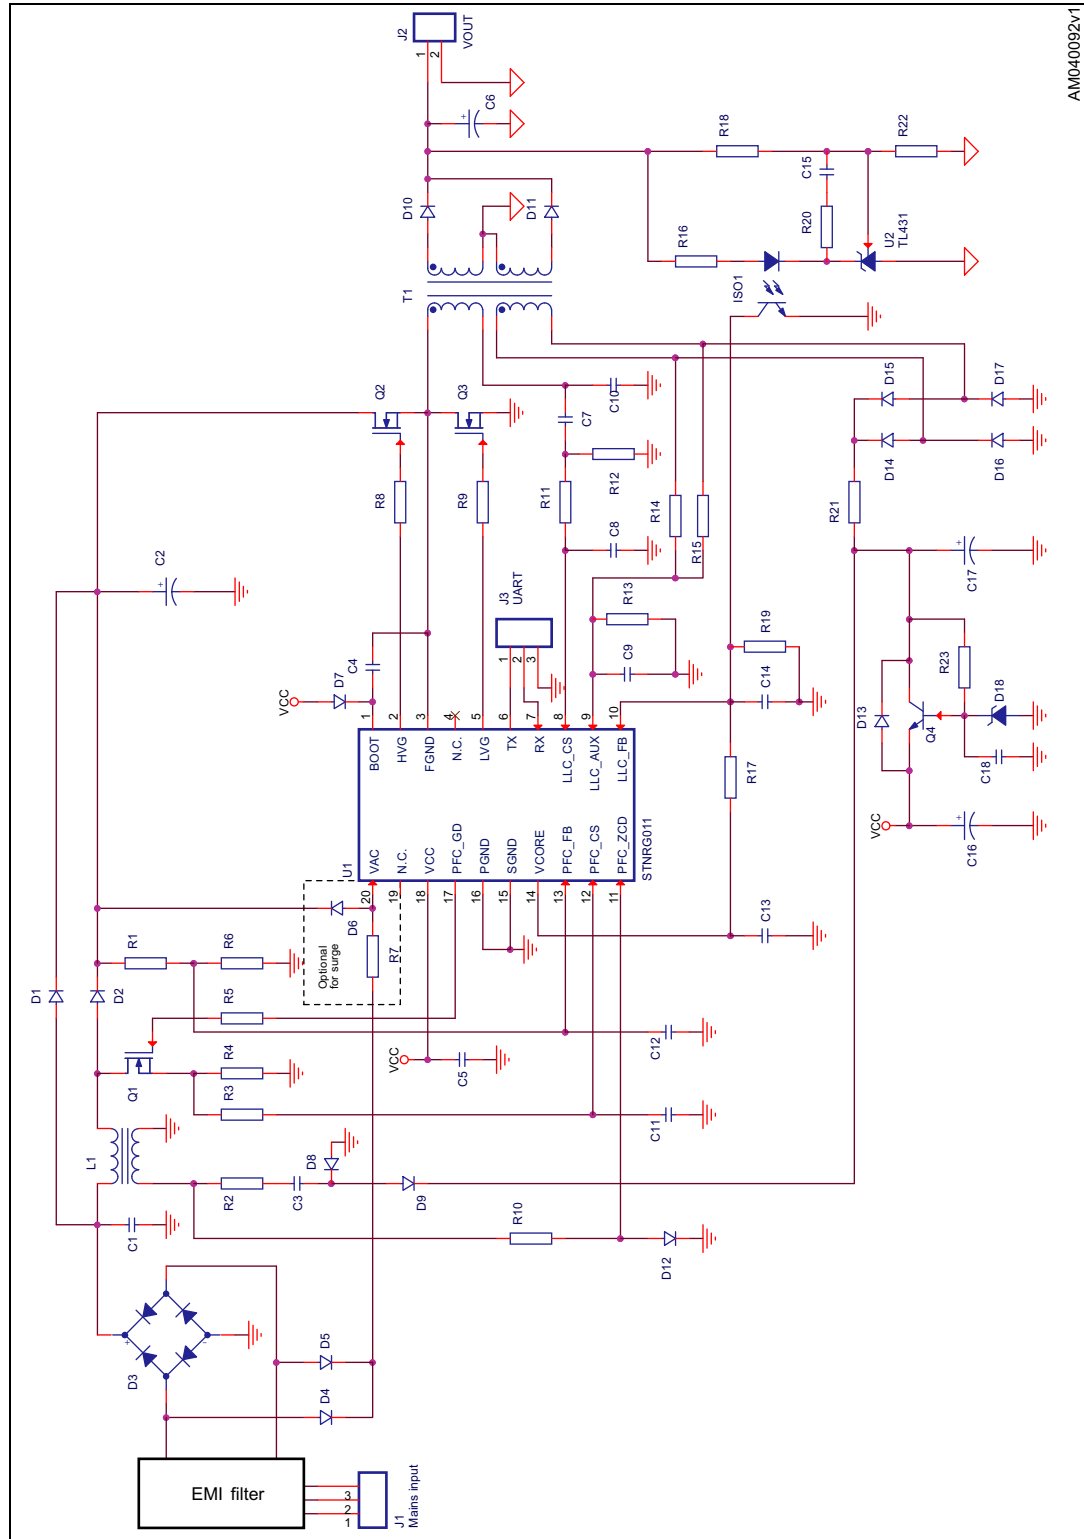 AM040092v1
J2
VOUT
1
2
C6
R18
R22
C15
R20
U2
TL431
R16
ISO1
D10
D11
T1
Q2
Q3
C7
C10
R8
R9
R11
R12
C8
R14
R15
D15
D17
D14
D16
R21
C17
R23
D18
D13
Q4
C18
VCC
C16
C2
J3
UART
1
2
3
R13
C9
R19
C14
VCC
D7
C4
R17
C13
1
2
3
4
5
6
7
8
9
10
BOOT
HVG
FGND
N.C.
LVG
TX
RX
LLC_CS
LLC_AUX
LLC_FB
U1
STNRG011
VAC
N.C.
VCC
PFC_GD
PGND
SGND
VCORE
PFC_FB
PFC_CS
PFC_ZCD
20
19
18
17
16
15
14
13
12
11
D6
R7
Optional
for surge
R1
R6
D1
D2
R5
Q1
R4
R3
VCC
C5
C12
C11
L1
R2
C3
D8
D9
C1
R10
D12
D3
+
-
D5
D4
EMI filter
1
2
3
J1
Mains input